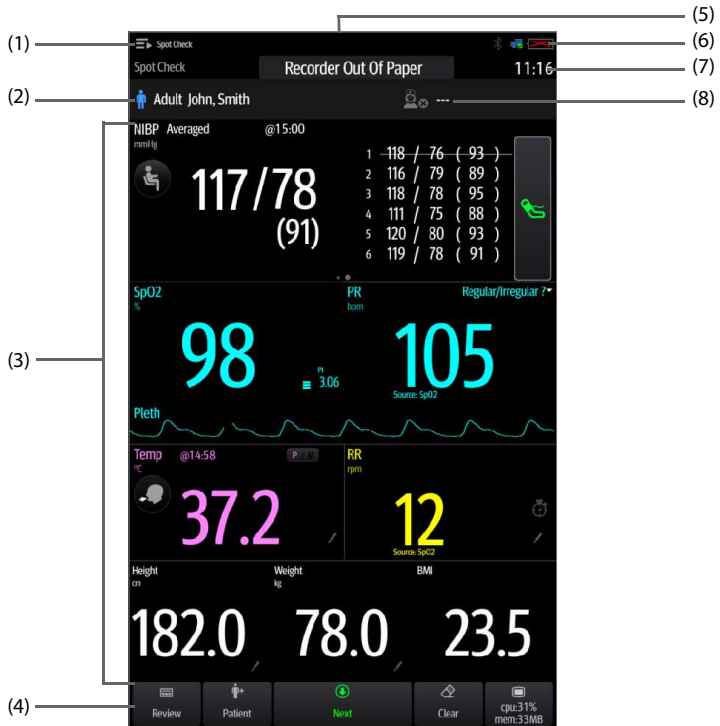 (1)
Spot Check
(5)
(6)
Spot Check
Recorder Out Of Paper
11:16
(7)
(2)
Adult John, Smith
---
(8)
(3)
NIBP Averaged @15:00
mmHg
117/78
(91)
1 118 / 76 ( 93 )
2 116 / 79 ( 89 )
3 118 / 78 ( 95 )
4 111 / 75 ( 88 )
5 120 / 80 ( 93 )
6 119 / 78 ( 91 )
SpO2
%
98
PI
3.06
PR
bpm
Regular/Irregular ?
105
Source: SpO2
Pleth
Temp @14:58
P / M
°C
37.2
RR
rpm
12
Source: SpO2
Height
cm
182.0
Weight
kg
78.0
BMI
23.5
(4)
Review
Patient
Next
Clear
cpu:31%
mem:33MB